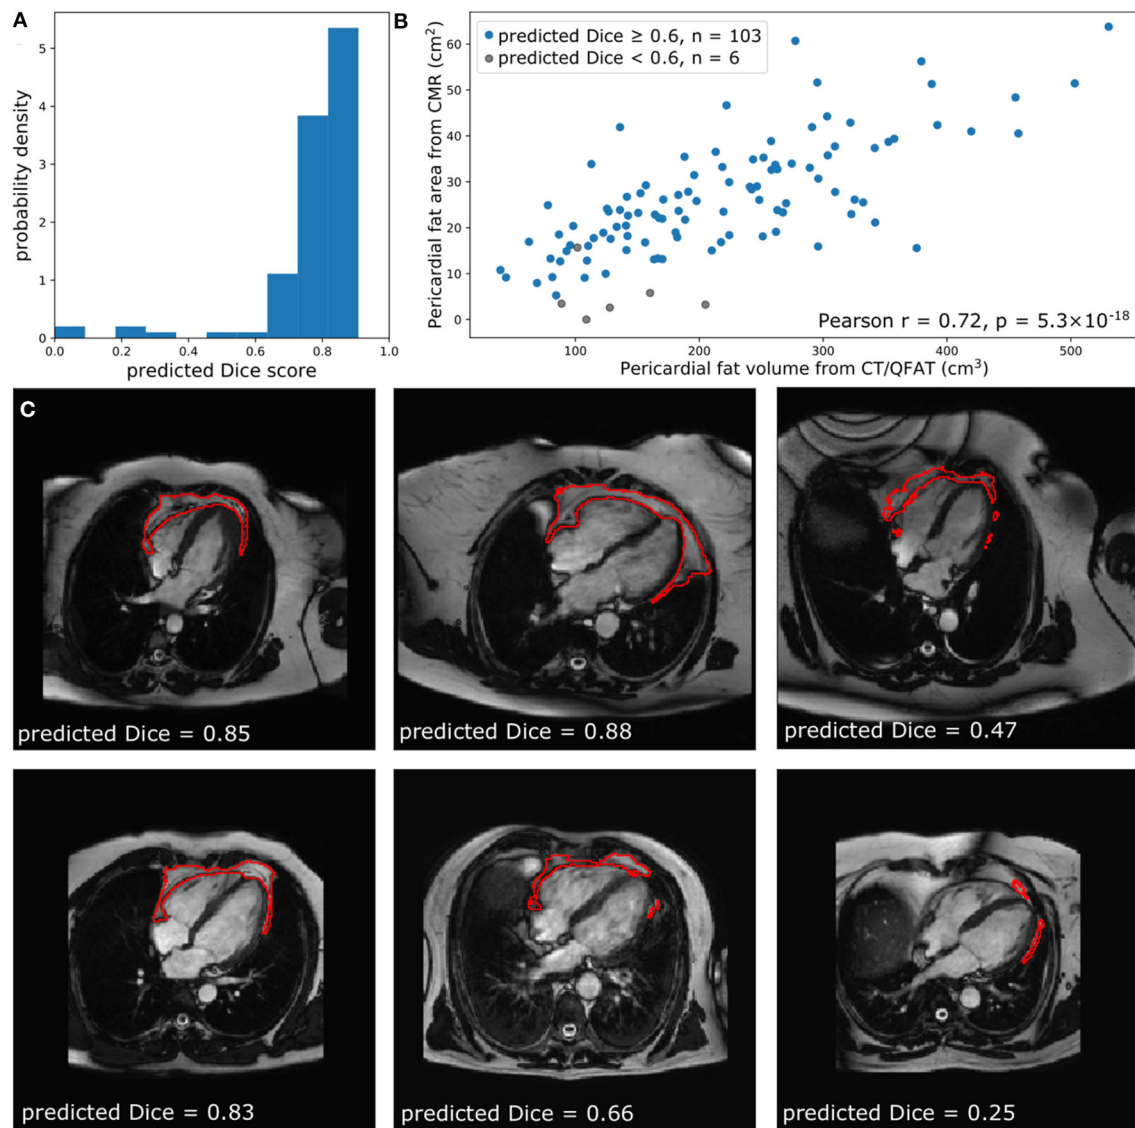 A
B
5
4
3
2
1
0
0.0 0.2 0.4 0.6 0.8 1.0
probability density
predicted Dice score
predicted Dice ≥ 0.6, n = 103
predicted Dice < 0.6, n = 6
60
50
40
30
20
10
0
100 200 300 400 500
Pericardial fat area from CMR (cm²)
Pearson r = 0.72, p = 5.3×10⁻¹⁸
Pericardial fat volume from CT/QFAT (cm³)
C
predicted Dice = 0.85
predicted Dice = 0.88
predicted Dice = 0.47
predicted Dice = 0.83
predicted Dice = 0.66
predicted Dice = 0.25